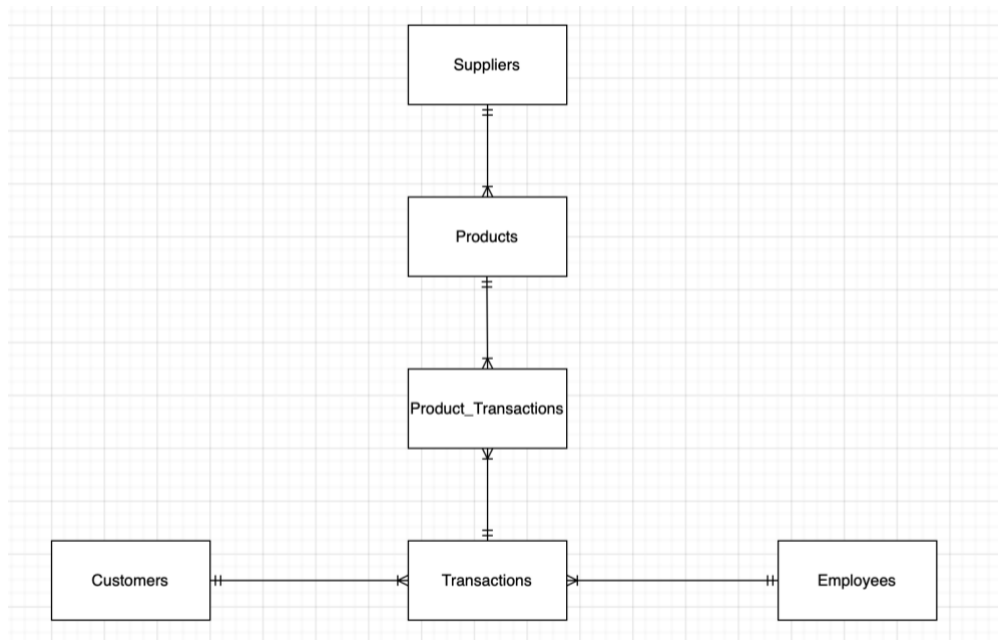 Suppliers
Products
Product_Transactions
Customers
Transactions
Employees